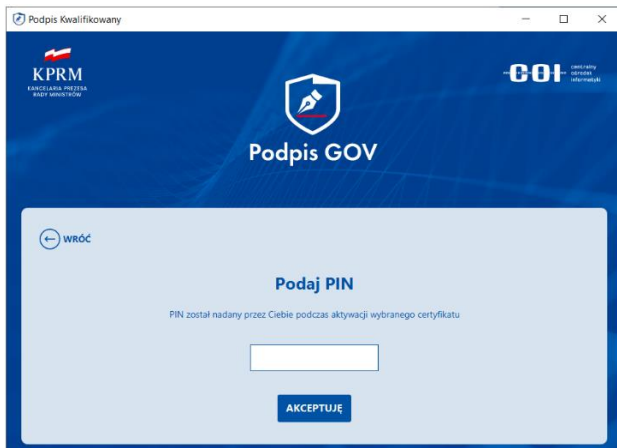 Podpis Kwalifikowany
KPRM
KANCELARIA PREZESA
RADY MINISTRÓW
COI
centralny
ośrodek
informatyki
Podpis GOV
WRÓĆ
Podaj PIN
PIN został nadany przez Ciebie podczas aktywacji wybranego certyfikatu
AKCEPTUJĘ